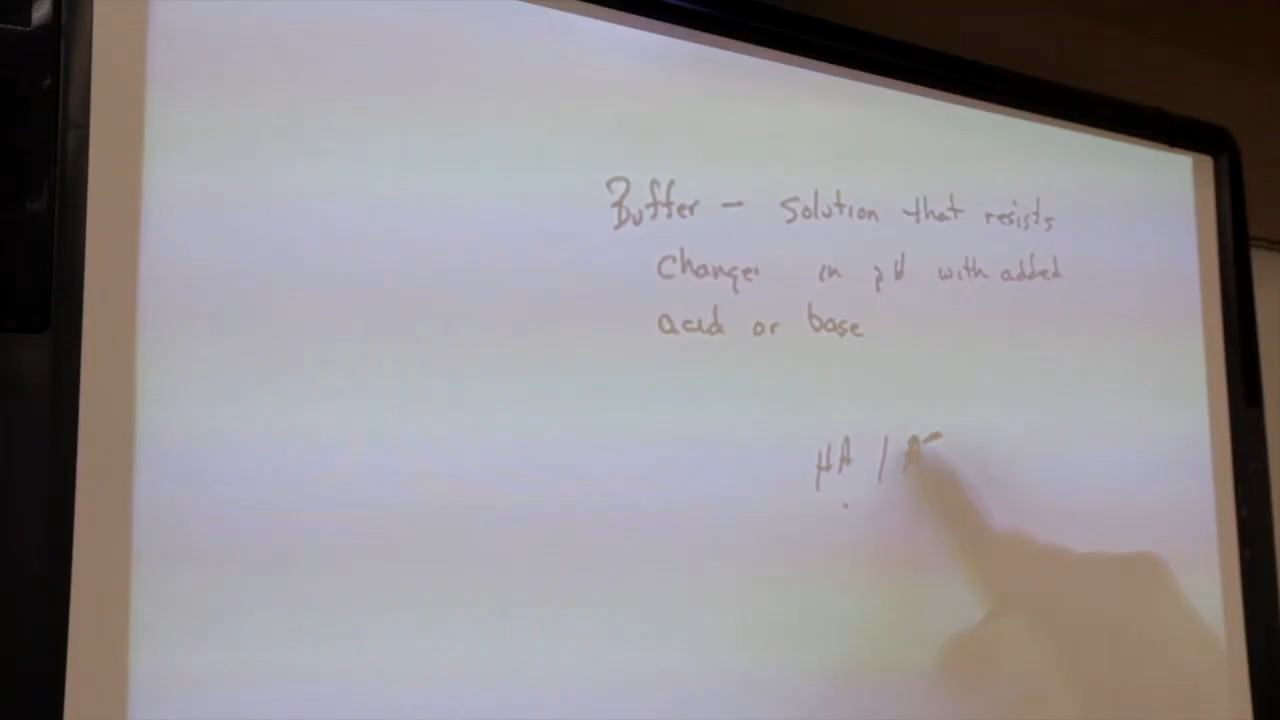 Buffer – solution that resists
change in pH with added
acid or base
HA / A⁻